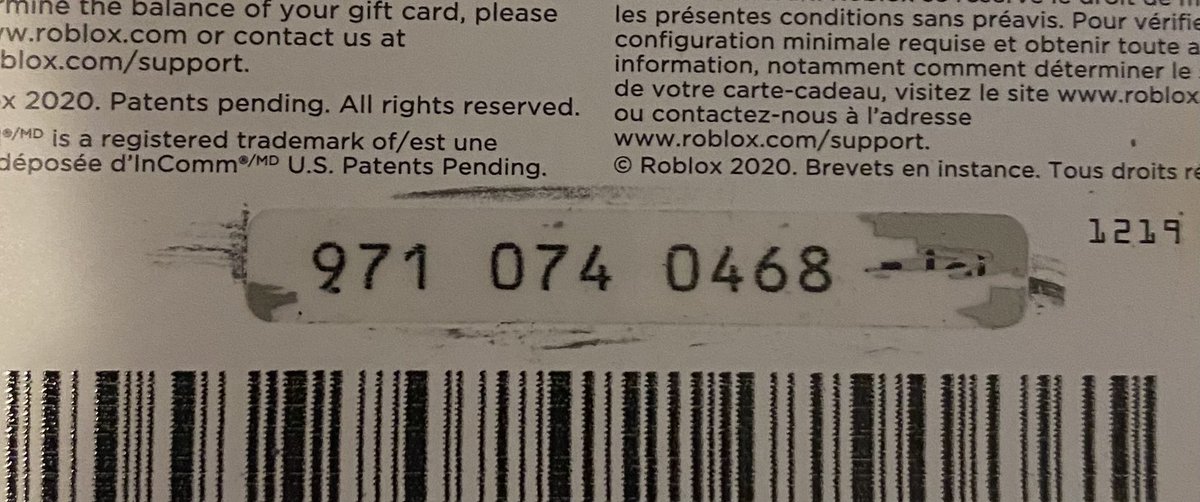 rmine the balance of your gift card, please
w.roblox.com or contact us at
blox.com/support.
x 2020. Patents pending. All rights reserved.
®/MD is a registered trademark of/est une
déposée d'InComm®/MD U.S. Patents Pending.
les présentes conditions sans préavis. Pour vérifie
configuration minimale requise et obtenir toute a
information, notamment comment déterminer le
de votre carte-cadeau, visitez le site www.roblox
ou contactez-nous à l'adresse
www.roblox.com/support.
© Roblox 2020. Brevets en instance. Tous droits ré
971 074 0468
1219